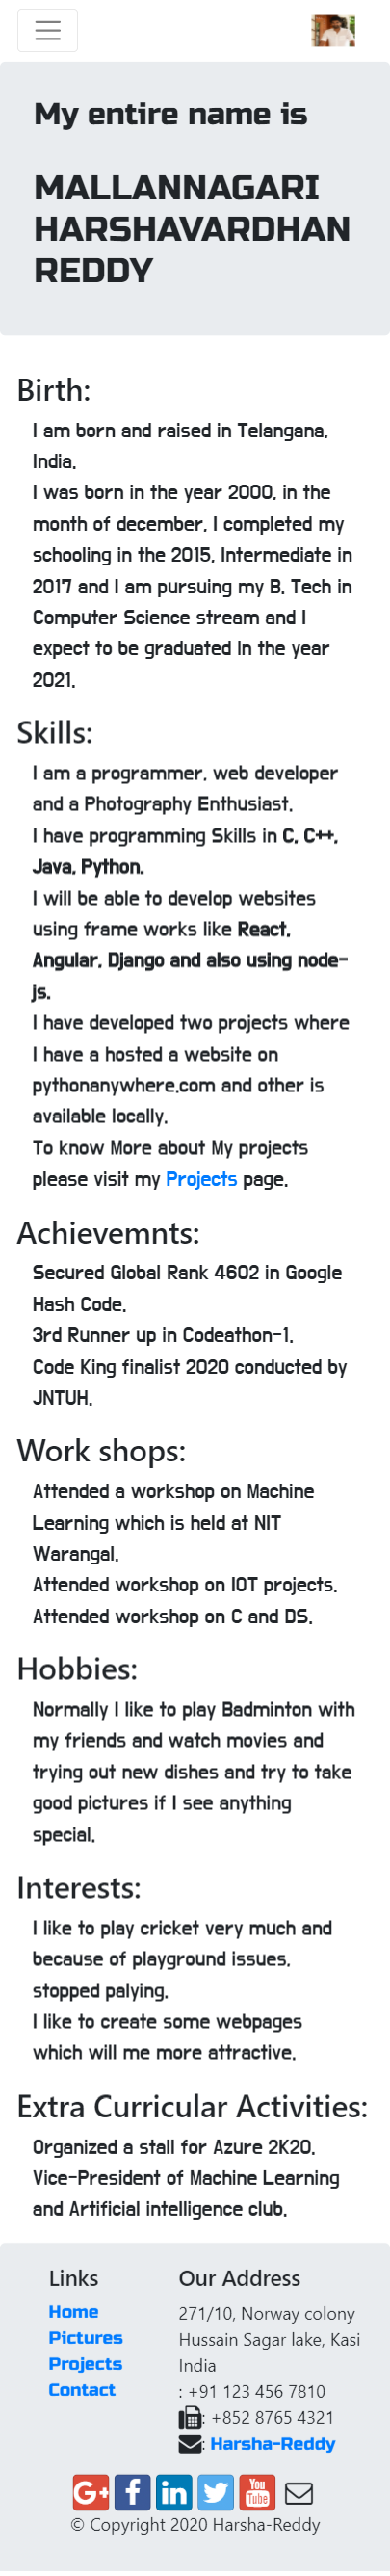 My entire name is
MALLANNAGARI
HARSHAVARDHAN
REDDY
Birth:
I am born and raised in Telangana,
India.
I was born in the year 2000, in the
month of december, I completed my
schooling in the 2015, Intermediate in
2017 and I am pursuing my B. Tech in
Computer Science stream and I
expect to be graduated in the year
2021.
Skills:
I am a programmer, web developer
and a Photography Enthusiast.
I have programming Skills in C, C++,
Java, Python.
I will be able to develop websites
using frame works like React,
Angular, Django and also using node-
js.
I have developed two projects where
I have a hosted a website on
pythonanywhere.com and other is
available locally.
To know More about My projects
please visit my Projects page.
Achievemnts:
Secured Global Rank 4602 in Google
Hash Code.
3rd Runner up in Codeathon-1.
Code King finalist 2020 conducted by
JNTUH.
Work shops:
Attended a workshop on Machine
Learning which is held at NIT
Warangal.
Attended workshop on IOT projects.
Attended workshop on C and DS.
Hobbies:
Normally I like to play Badminton with
my friends and watch movies and
trying out new dishes and try to take
good pictures if I see anything
special.
Interests:
I like to play cricket very much and
because of playground issues,
stopped palying.
I like to create some webpages
which will me more attractive.
Extra Curricular Activities:
Organized a stall for Azure 2K20.
Vice-President of Machine Learning
and Artificial intelligence club.
Links
Home
Pictures
Projects
Contact
Our Address
271/10, Norway colony
Hussain Sagar lake, Kasi
India
: +91 123 456 7810
: +852 8765 4321
: Harsha-Reddy
G+ f in You Tube
© Copyright 2020 Harsha-Reddy